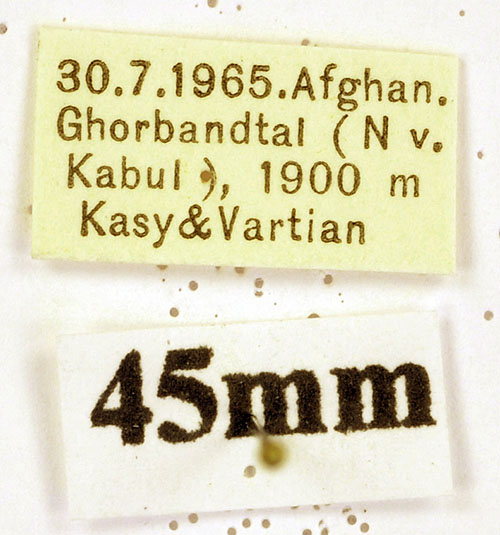 30.7.1965.Afghan.
Ghorbandtal (N v.
Kabul), 1900 m
Kasy&Vartian
45mm